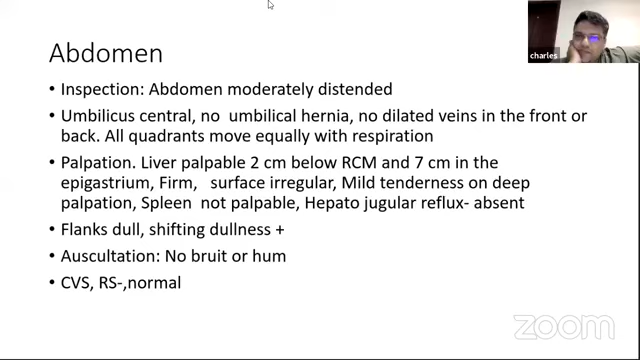 charles
Abdomen
• Inspection: Abdomen moderately distended
• Umbilicus central, no umbilical hernia, no dilated veins in the front or
back. All quadrants move equally with respiration
• Palpation. Liver palpable 2 cm below RCM and 7 cm in the
epigastrium, Firm, surface irregular, Mild tenderness on deep
palpation, Spleen not palpable, Hepato jugular reflux- absent
• Flanks dull, shifting dullness +
• Auscultation: No bruit or hum
• CVS, RS-,normal
zoom